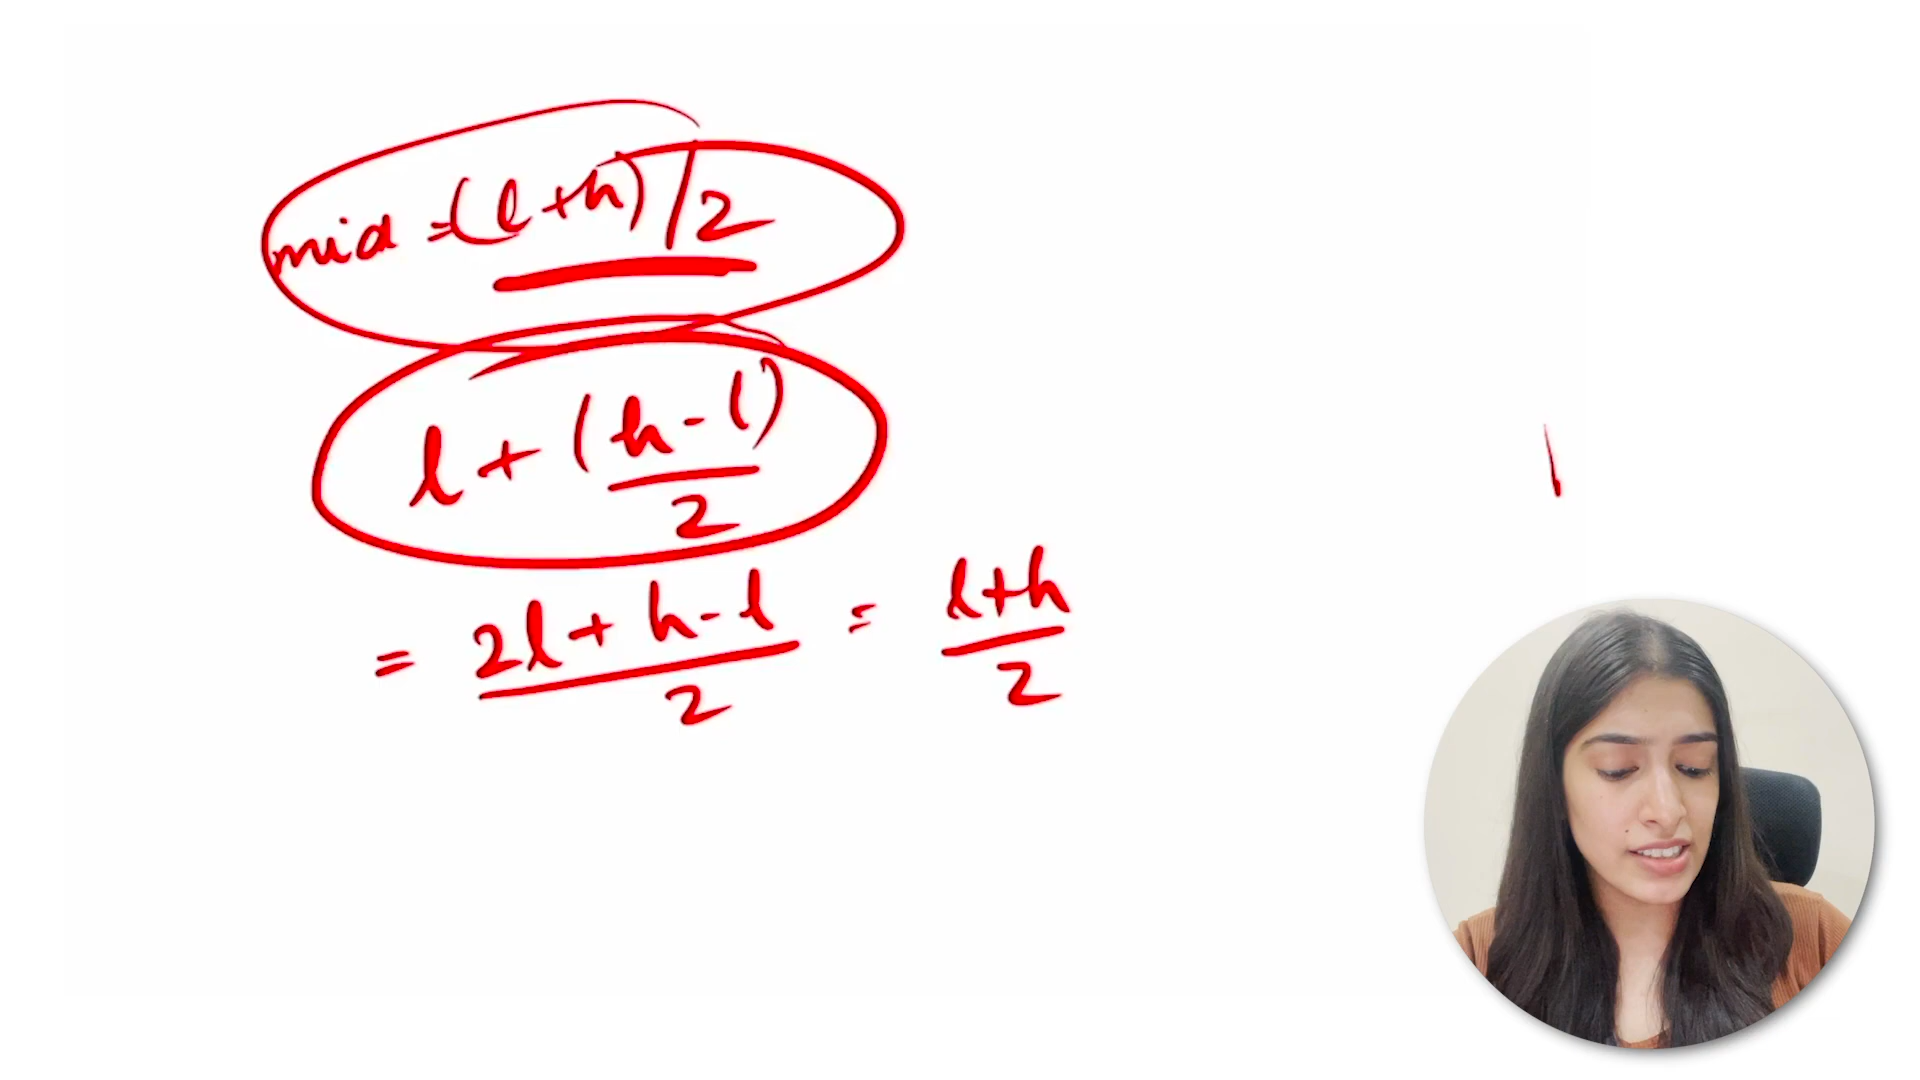 mid = (l+h)/2
l + (h-l)/2
= 2l+h-l/2 = l+h/2